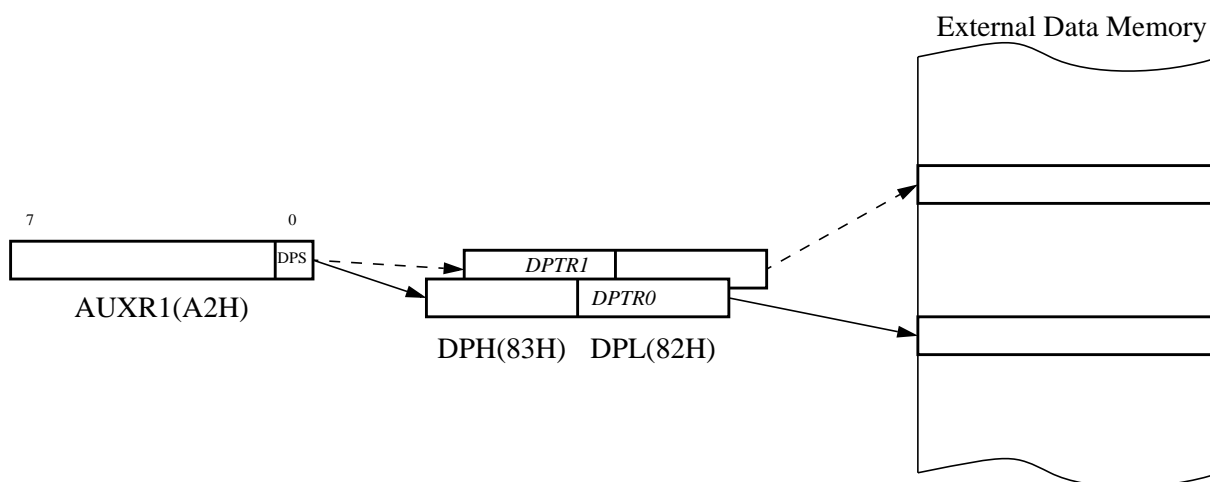 External Data Memory
7
0
DPS
DPTR1
DPTR0
AUXR1(A2H)
DPH(83H) DPL(82H)